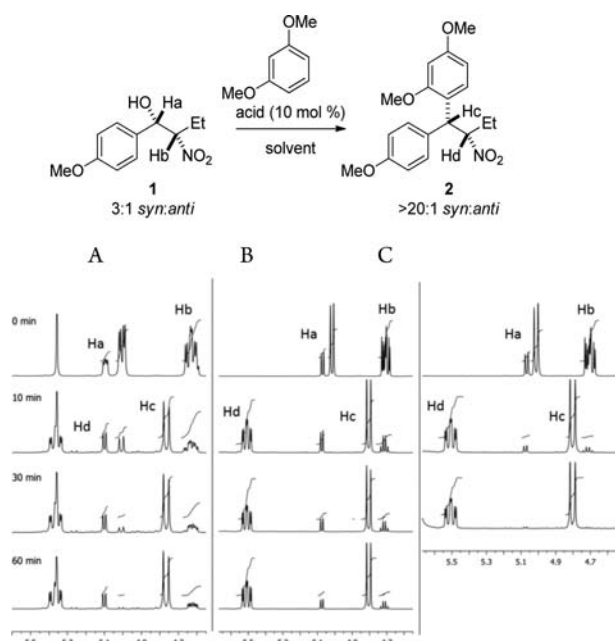 OMe
MeO
OMe
HO
Ha
Et
MeO
Hb
NO2
1
3:1 syn:anti
acid (10 mol %)
solvent
OMe
MeO
Hc
Et
MeO
Hd
NO2
2
>20:1 syn:anti
A
B
C
0 min
Ha
Hb
Ha
Hb
Ha
Hb
10 min
Hd
Hc
Hd
Hc
Hd
Hc
30 min
60 min
5.5 5.3 5.1 4.9 4.7